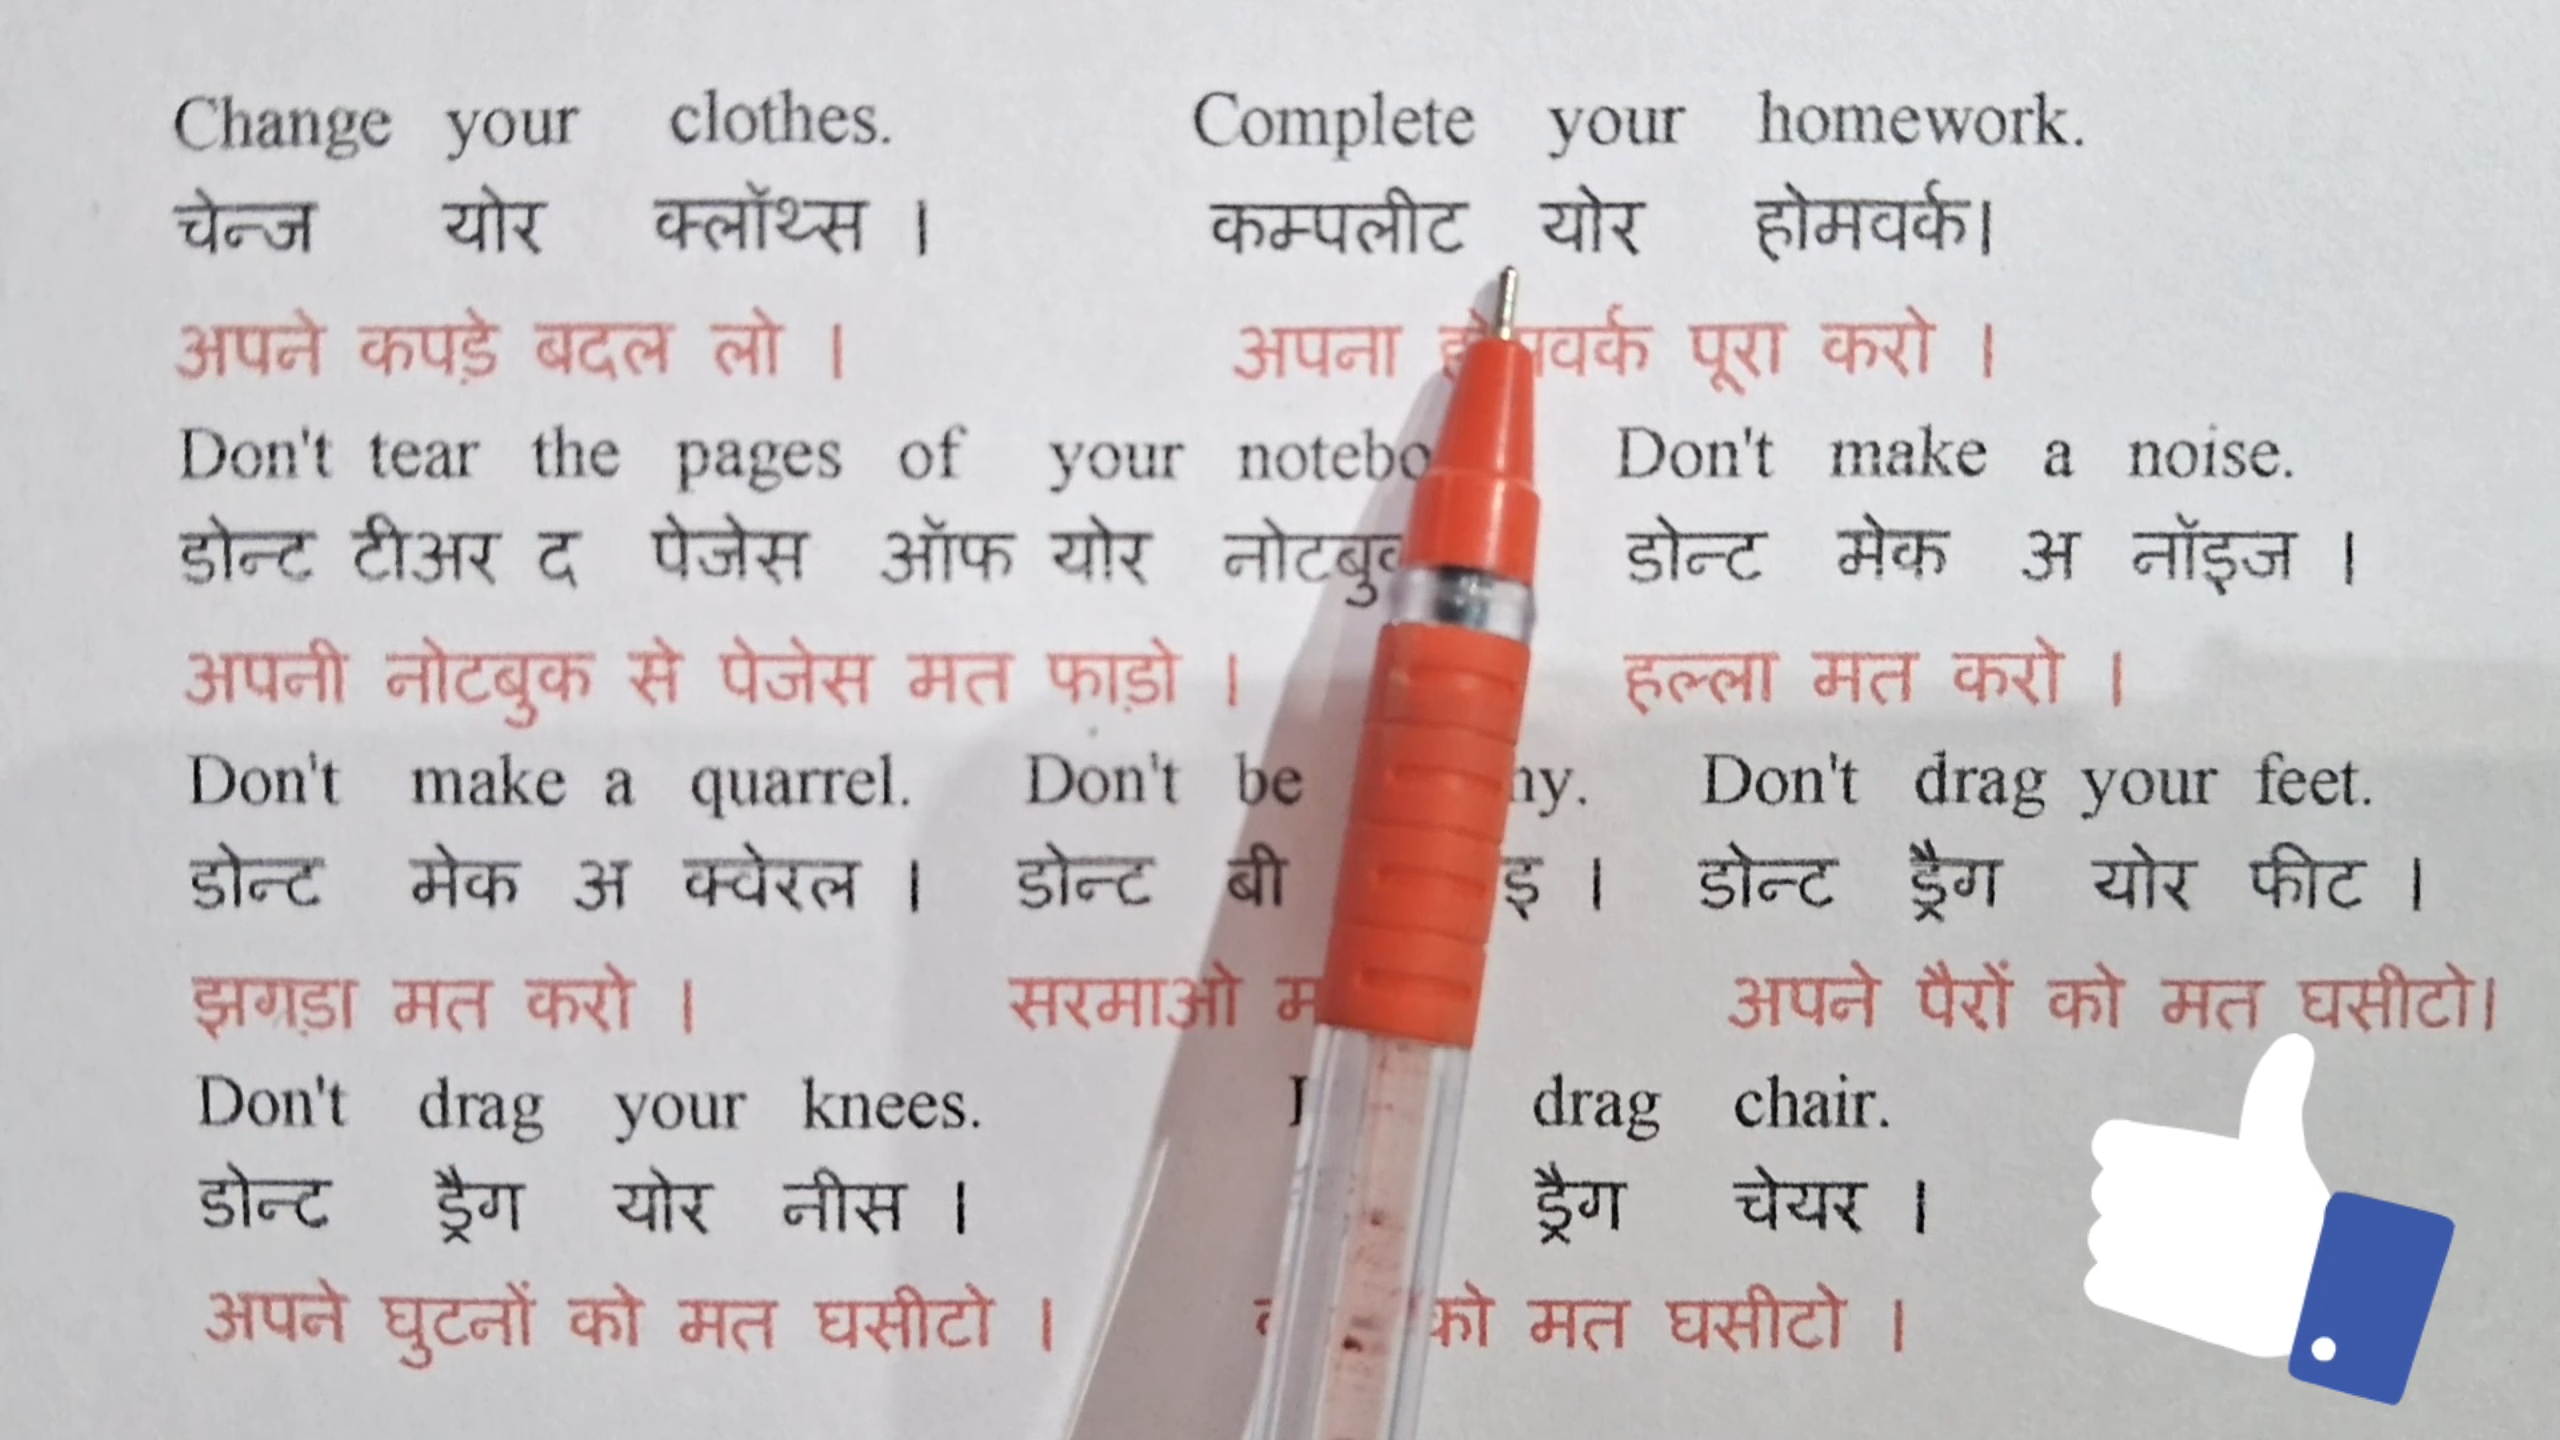 Change your clothes. Complete your homework.
चेन्ज योर क्लॉथ्स । कम्पलीट योर होमवर्क।
अपने कपड़े बदल लो । अपना पूरा करो ।
Don't tear the pages of your Don't make a noise.
डोन्ट टीअर द पेजेस ऑफ योर डोन्ट मेक अ नॉइज ।
अपनी नोटबुक से पेजेस मत फाड़ो । हल्ला मत करो ।
Don't make a quarrel. Don't be Don't drag your feet.
डोन्ट मेक अ क्वेरल । डोन्ट बी । डोन्ट ड्रैग योर फीट ।
झगड़ा मत करो । सरमाओ अपने पैरों को मत घसीटो।
Don't drag your knees. drag chair.
डोन्ट ड्रैग योर नीस । ड्रैग चेयर ।
अपने घुटनों को मत घसीटो । को मत घसीटो ।